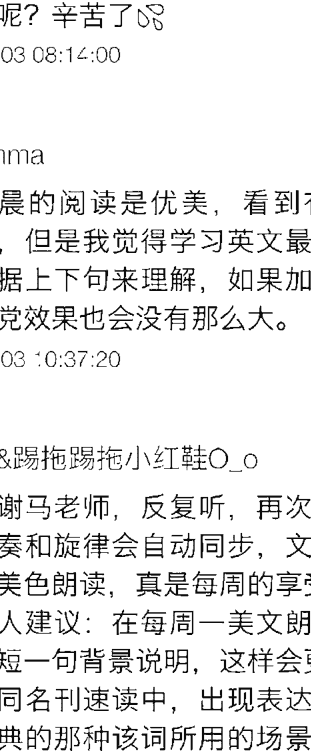 呢？辛苦了💦
03 08:14:00
mma
晨的阅读是优美，看到
，但是我觉得学习英文最
据上下句来理解，如果加
觉效果也会没有那么大。
03 10:37:20
&踢拖踢拖小红鞋O_o
谢马老师，反复听，再次
奏和旋律会自动同步，文
美色朗读，真是每周的享受
人建议：在每周一美文朗
短一句背景说明，这样会
同名刊速读中，出现表达
典的那种该词所用的场景